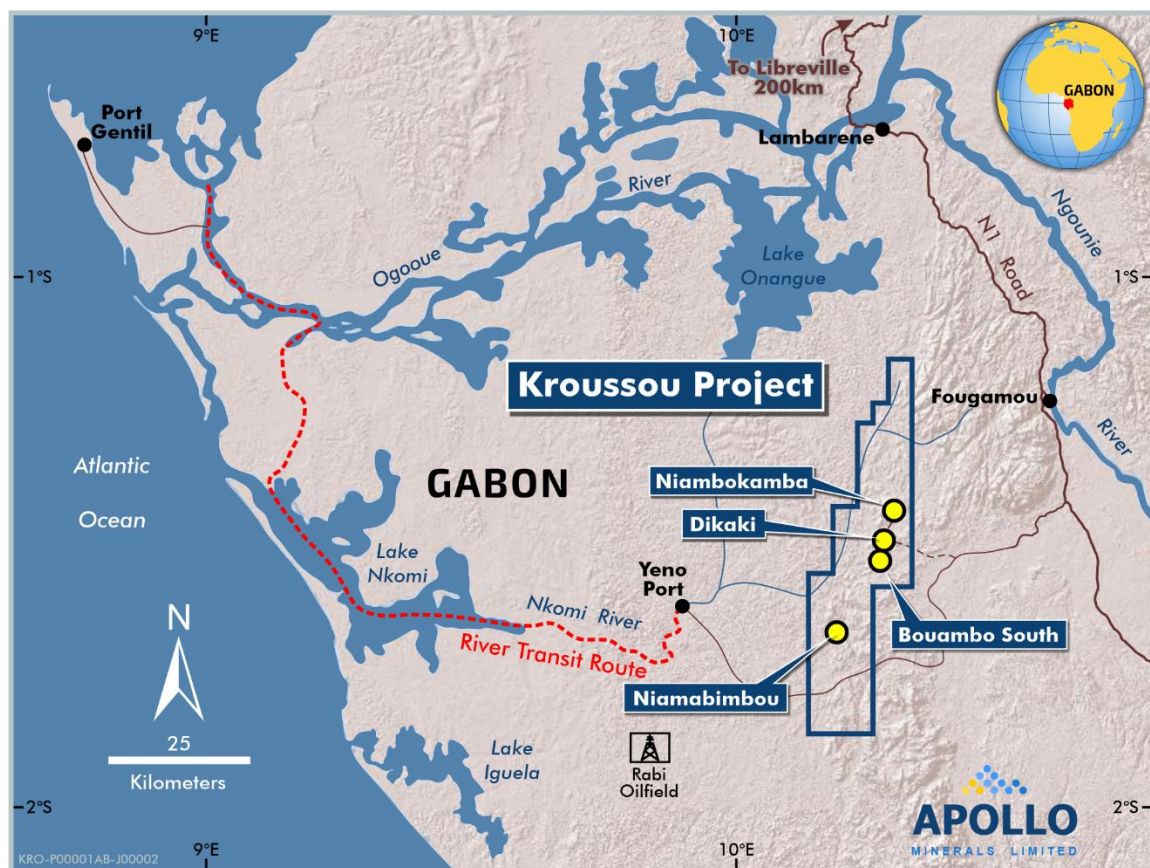 9°E
10°E
To Libreville
200km
GABON
Port
Gentil
Lambarene
River
Ngounie
N1 Road
1°S
Ogooue
Lake
Onangue
1°S
Kroussou Project
Fougamou
River
Atlantic
Ocean
GABON
Niambokamba
Dikaki
Lake
Nkomi
Yeno
Port
Nkomi River
River Transit Route
Bouambo South
Niamabimbou
N
25
Kilometers
Lake
Iguela
Rabi
Oilfield
2°S
APOLLO
MINERALS LIMITED
2°S
KRO-P00001AB-J00002
9°E
10°E